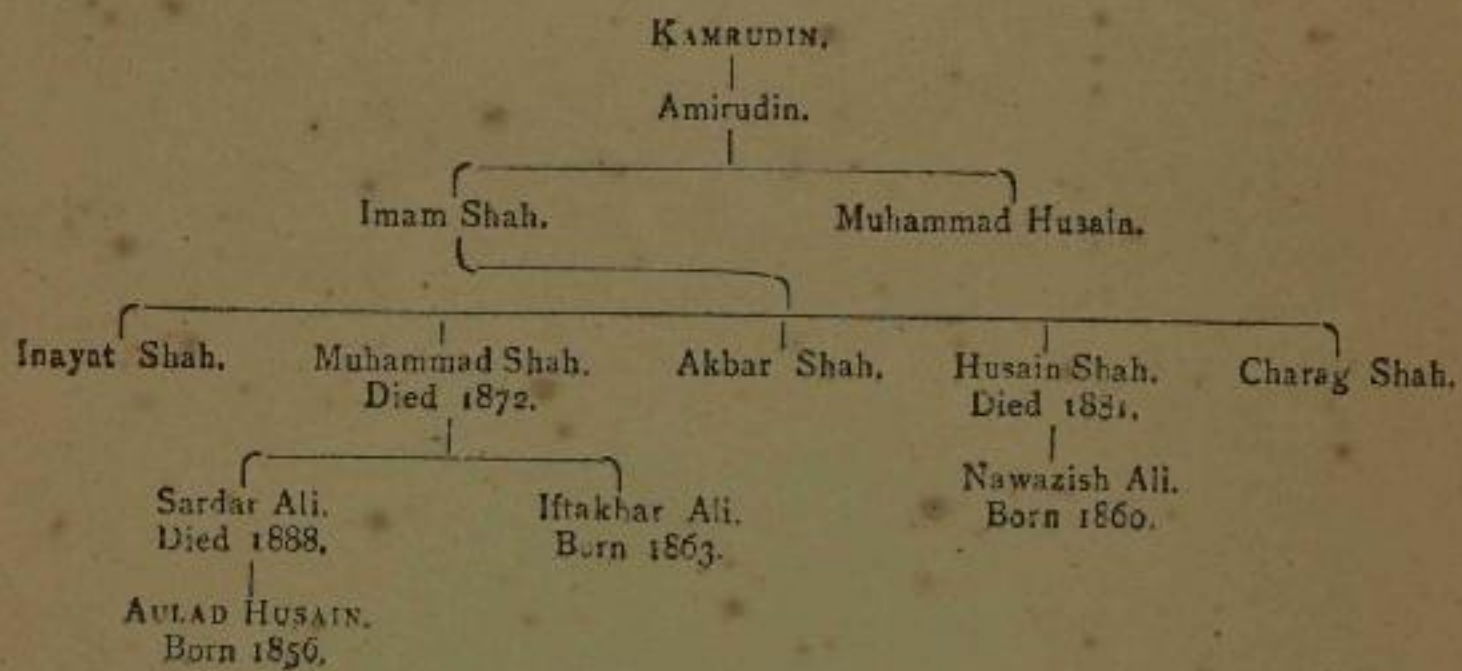 KAMRUDIN.
Amirudin.
Imam Shah. Muhammad Husain.
Inayat Shah. Muhammad Shah. Akbar Shah. Husain Shah. Charag Shah.
Died 1872. Died 1881.
Sardar Ali. Iftakhar Ali. Nawazish Ali.
Died 1888. Born 1863. Born 1860.
AULAD HUSAIN.
Born 1856.